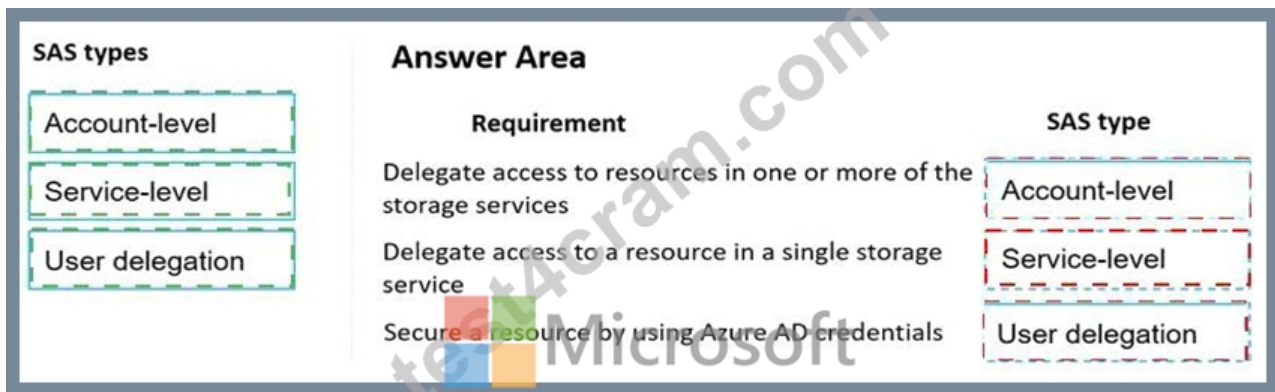 SAS types
Account-level
Service-level
User delegation
Answer Area
Requirement
SAS type
Delegate access to resources in one or more of the
storage services
Account-level
Delegate access to a resource in a single storage
service
Service-level
Secure a resource by using Azure AD credentials
User delegation
Microsoft
test4cram.com